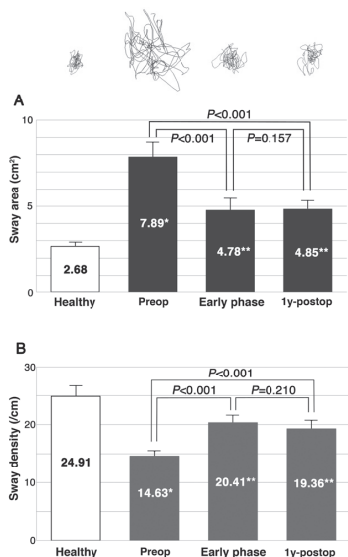 A
P<0.001
P<0.001
P=0.157
10
5
0
Sway area (cm²)
2.68
7.89*
4.78**
4.85**
Healthy
Preop
Early phase
1y-postop
B
P<0.001
P<0.001
P=0.210
30
20
10
0
Sway density (/cm)
24.91
14.63*
20.41**
19.36**
Healthy
Preop
Early phase
1y-postop